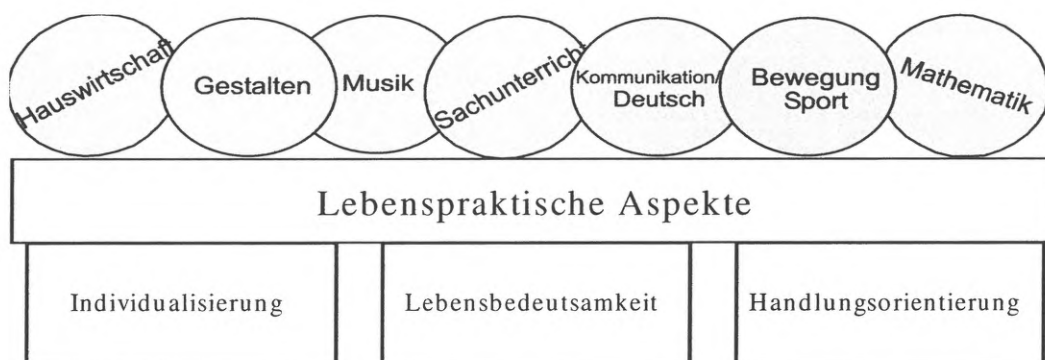 Hauswirtschaft
Gestalten
Musik
Sachunterricht
Kommunikation/
Deutsch
Bewegung
Sport
Mathematik
Lebenspraktische Aspekte
Individualisierung
Lebensbedeutsamkeit
Handlungsorientierung